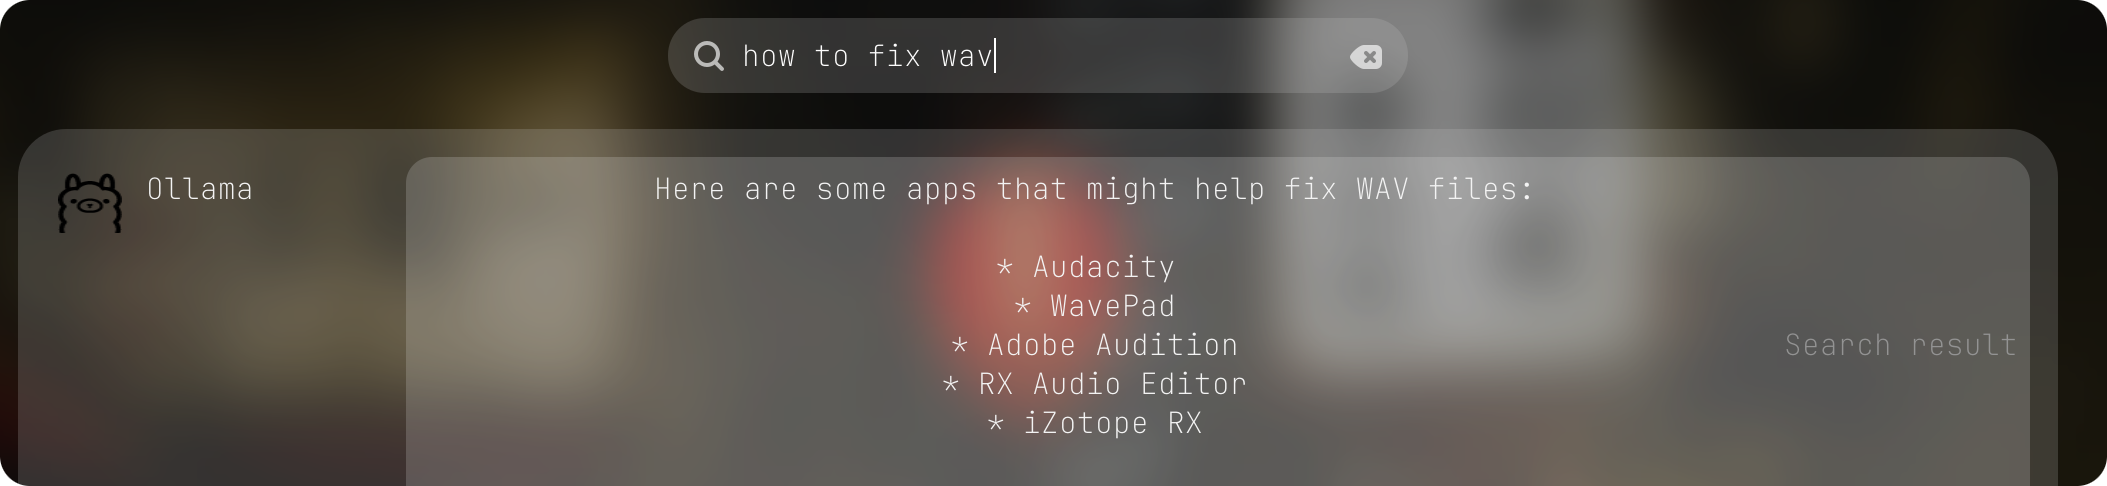 how to fix wav
Ollama
Here are some apps that might help fix WAV files:
* Audacity
* WavePad
* Adobe Audition
Search result
* RX Audio Editor
* iZotope RX